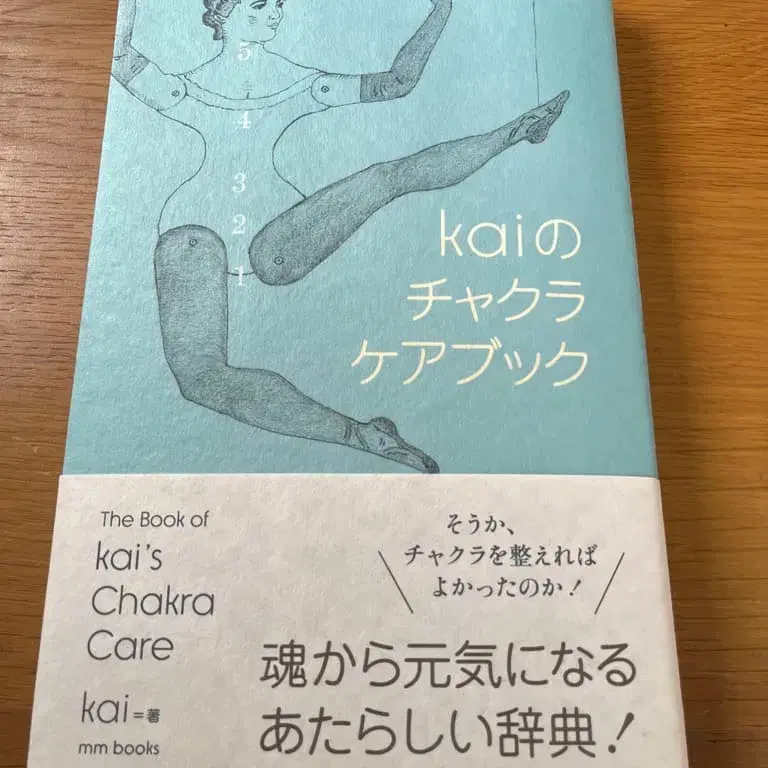 5
4
3
2
1
kaiの
チャクラ
ケアブック
The Book of
kai's
Chakra
Care
kai=著
mm books
そうか、
チャクラを整えれば
よかったのか!
魂から元気になる
あたらしい辞典!